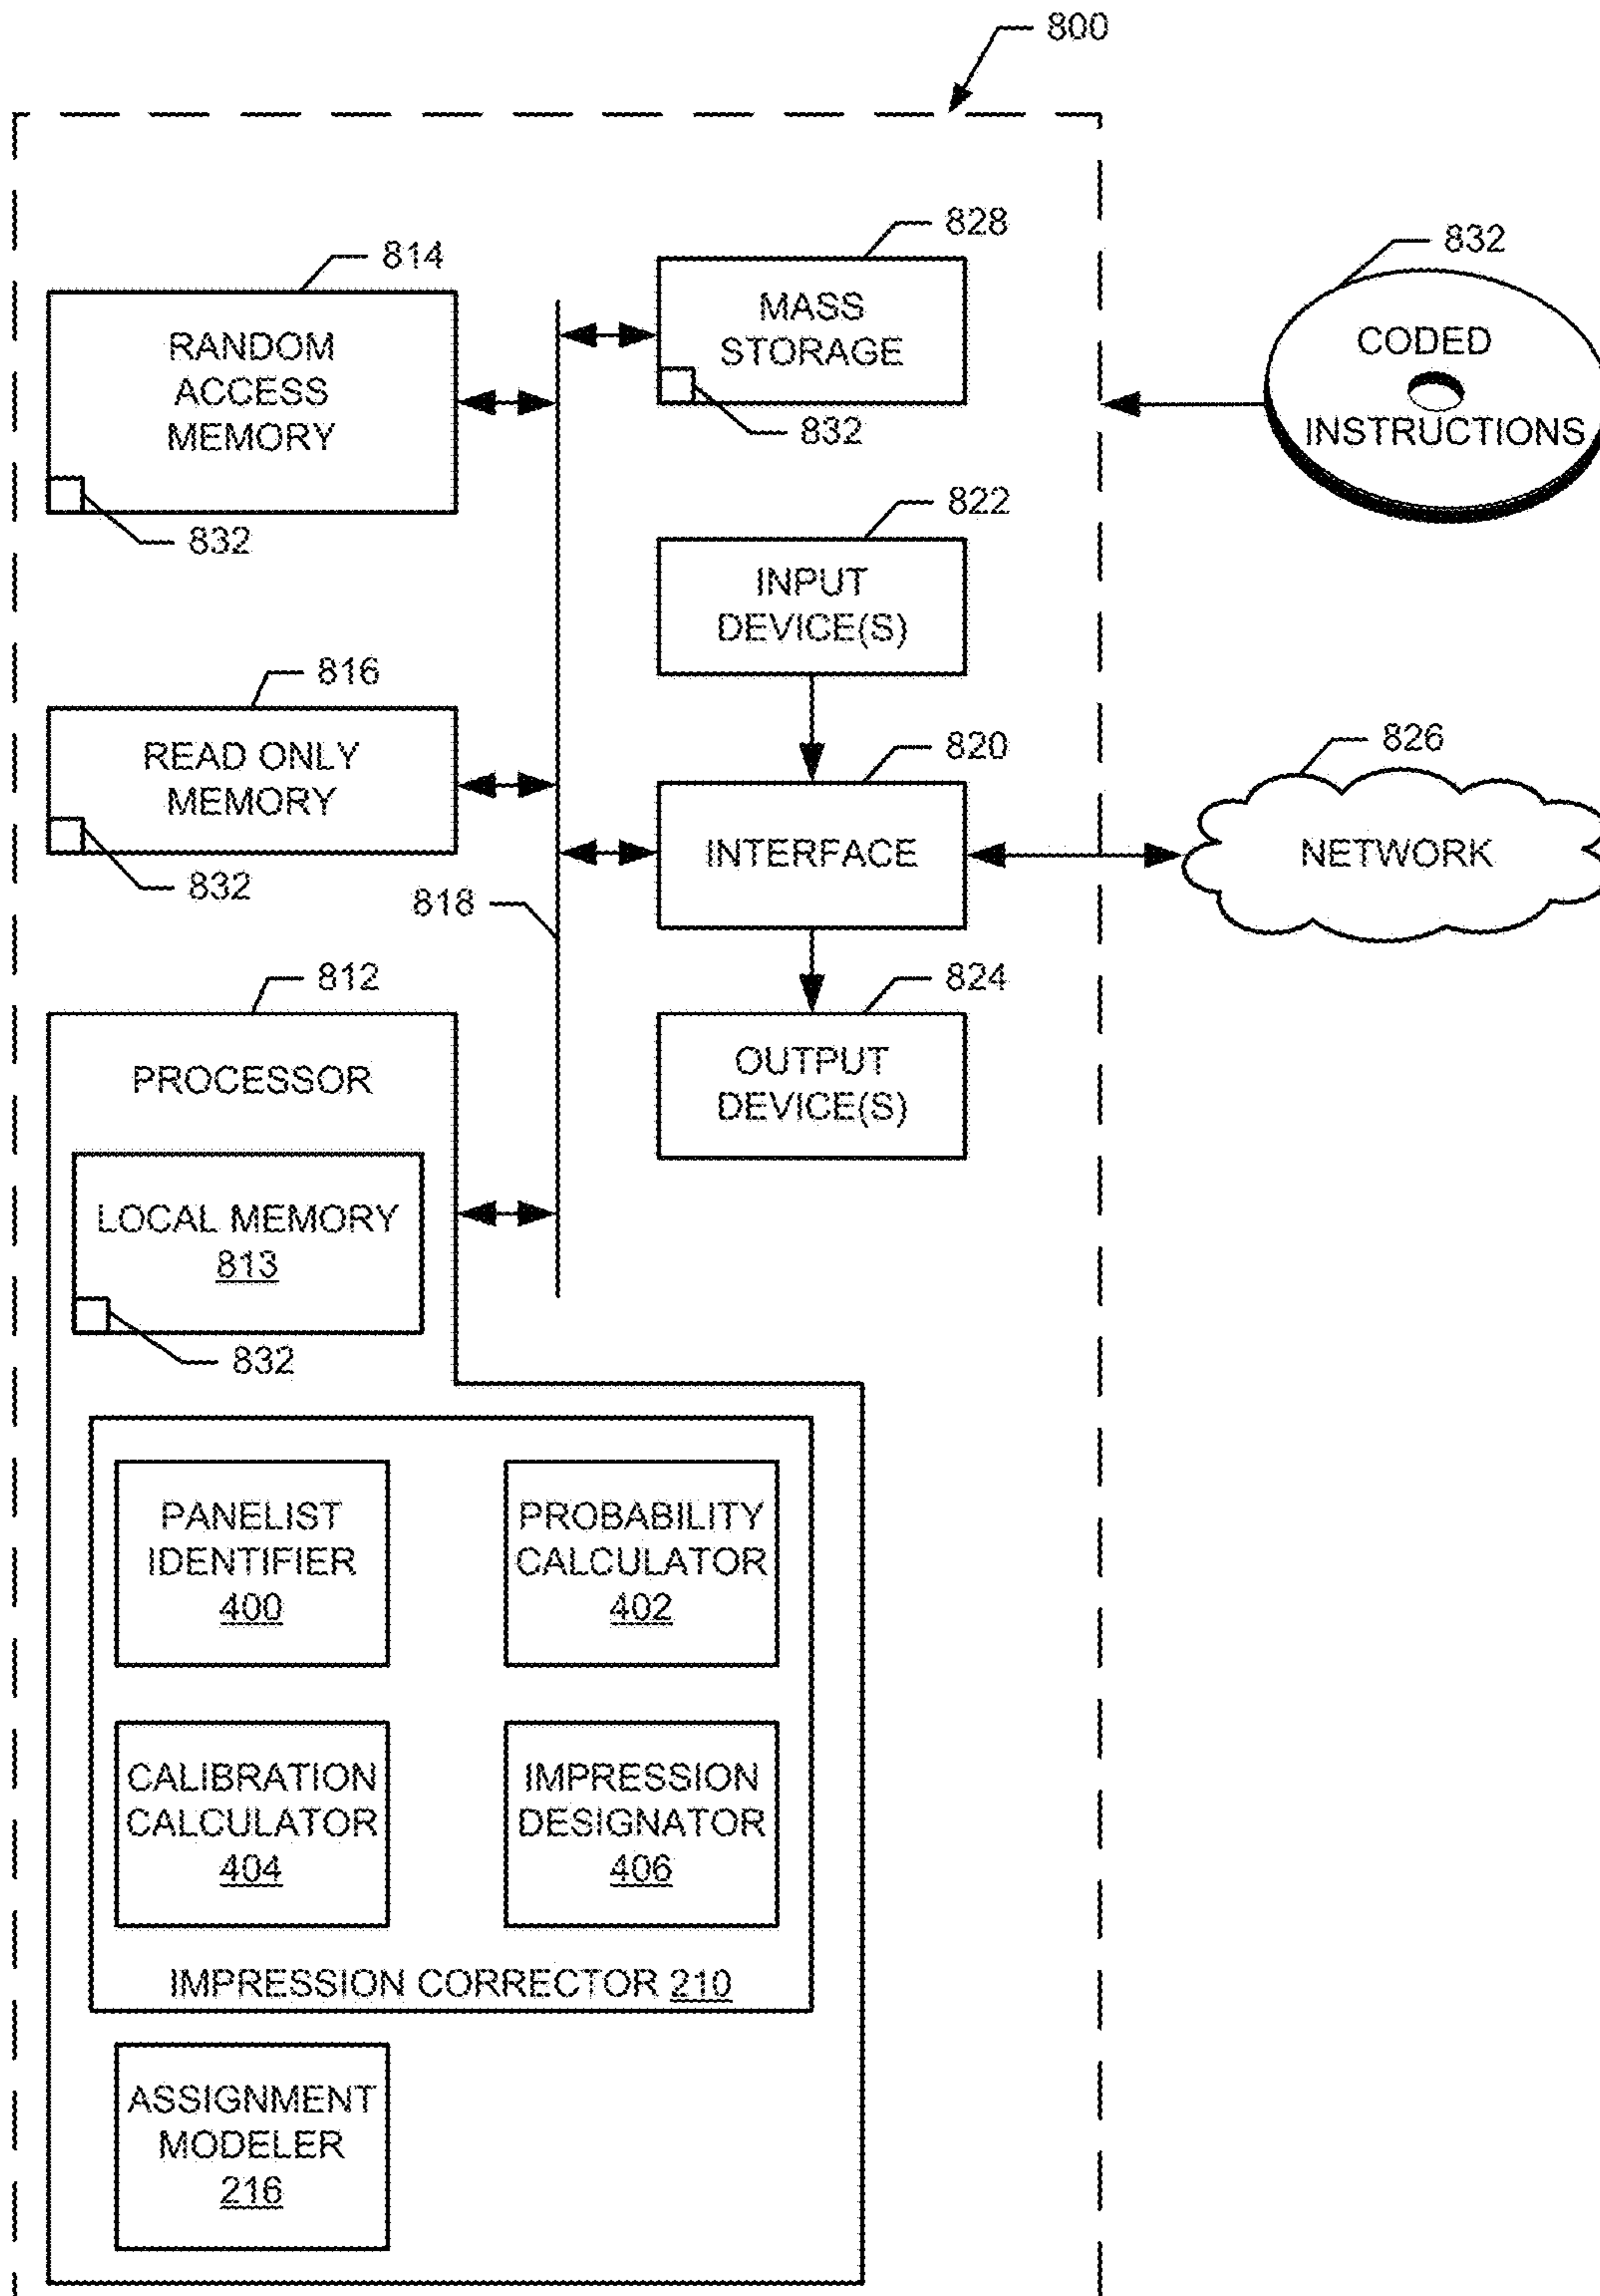 800
814
RANDOM
ACCESS
MEMORY
832
828
MASS
STORAGE
832
832
CODED
INSTRUCTIONS
822
INPUT
DEVICE(S)
816
READ ONLY
MEMORY
832
820
INTERFACE
826
NETWORK
818
824
OUTPUT
DEVICE(S)
812
PROCESSOR
LOCAL MEMORY
813
832
PANELIST
IDENTIFIER
400
PROBABILITY
CALCULATOR
402
CALIBRATION
CALCULATOR
404
IMPRESSION
DESIGNATOR
406
IMPRESSION CORRECTOR 210
ASSIGNMENT
MODELER
216